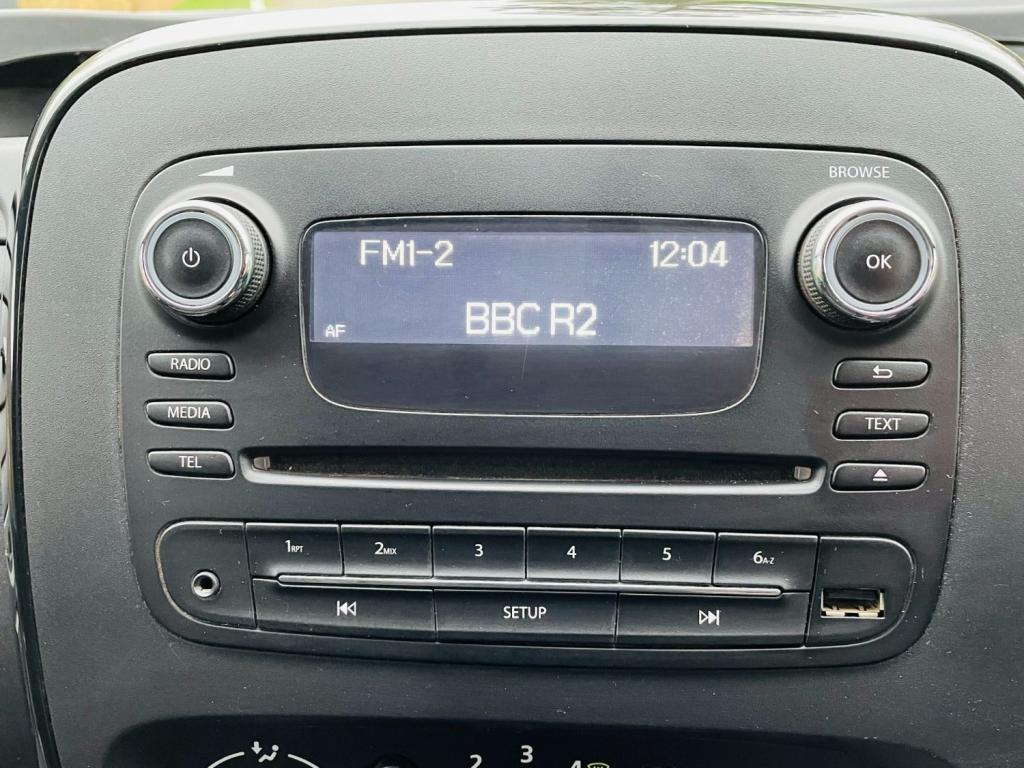 BROWSE
FM1-2 12:04
OK
BBC R2
AF
RADIO
MEDIA
TEXT
TEL
1RPT 2MIX 3 4 5 6A-Z
SETUP
2 3 4